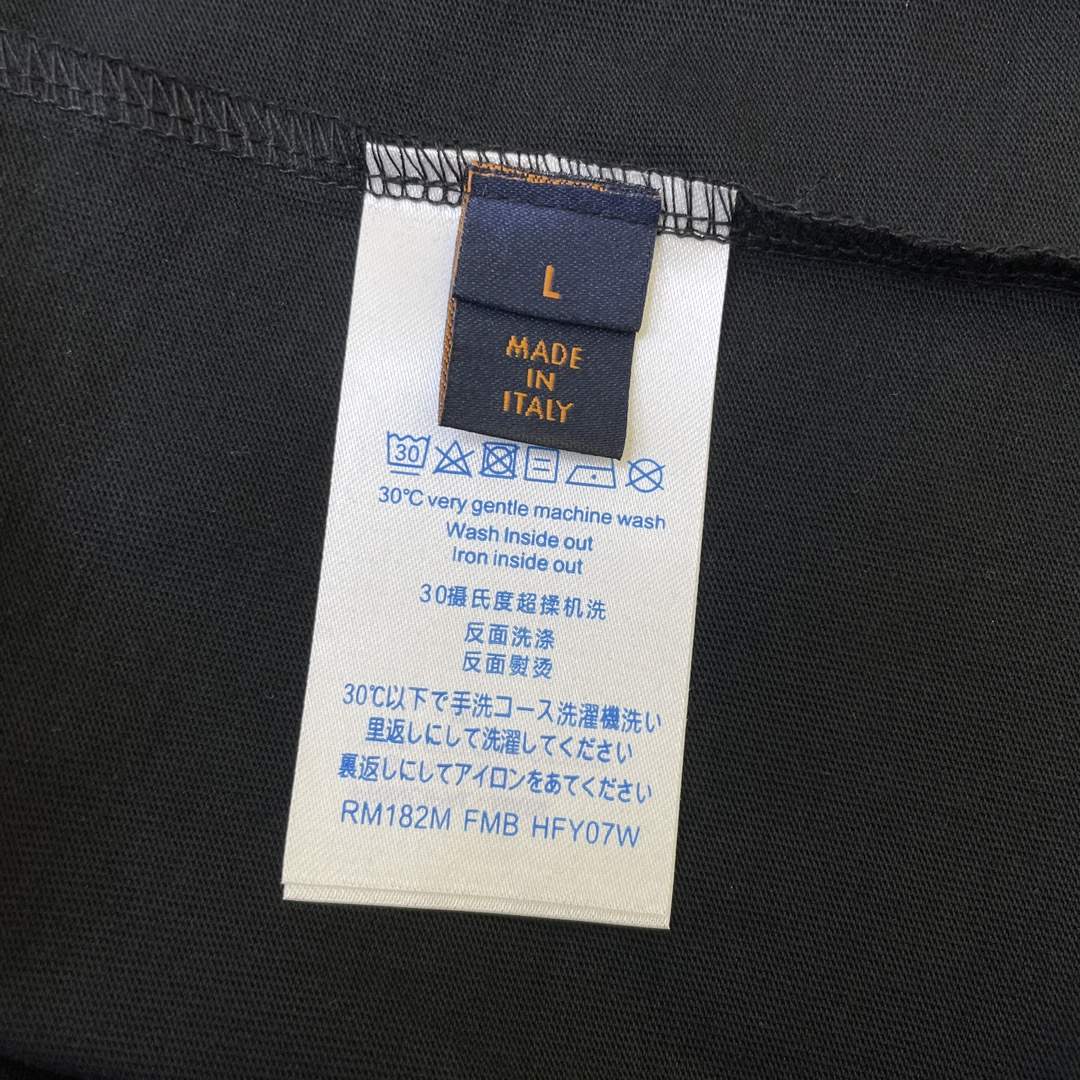 L
MADE
IN
ITALY
30
30℃ very gentle machine wash
Wash Inside out
Iron inside out
30摄氏度超揉机洗
反面洗涤
反面熨烫
30℃以下で手洗コース洗濯機洗い
里返しにして洗濯してください
裏返しにしてアイロンをあてください
RM182M FMB HFY07W